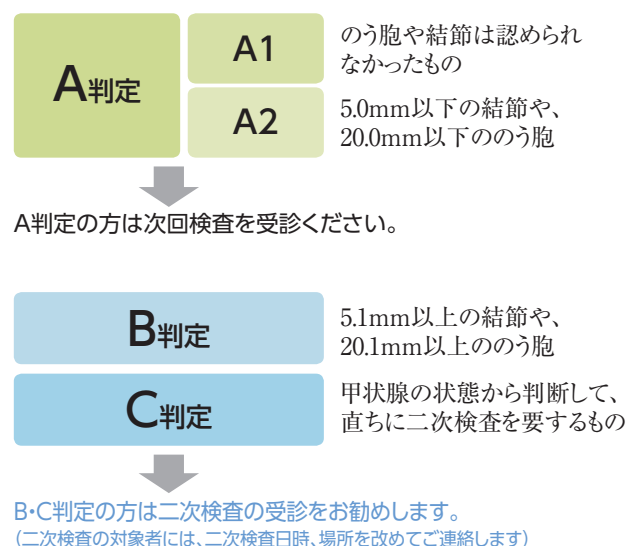 A判定
A1
のう胞や結節は認められ
なかったもの
A2
5.0mm以下の結節や、
20.0mm以下ののう胞
A判定の方は次回検査を受診ください。
B判定
5.1mm以上の結節や、
20.1mm以上ののう胞
C判定
甲状腺の状態から判断して、
直ちに二次検査を要するもの
B・C判定の方は二次検査の受診をお勧めします。
(二次検査の対象者には、二次検査日時、場所を改めてご連絡します)